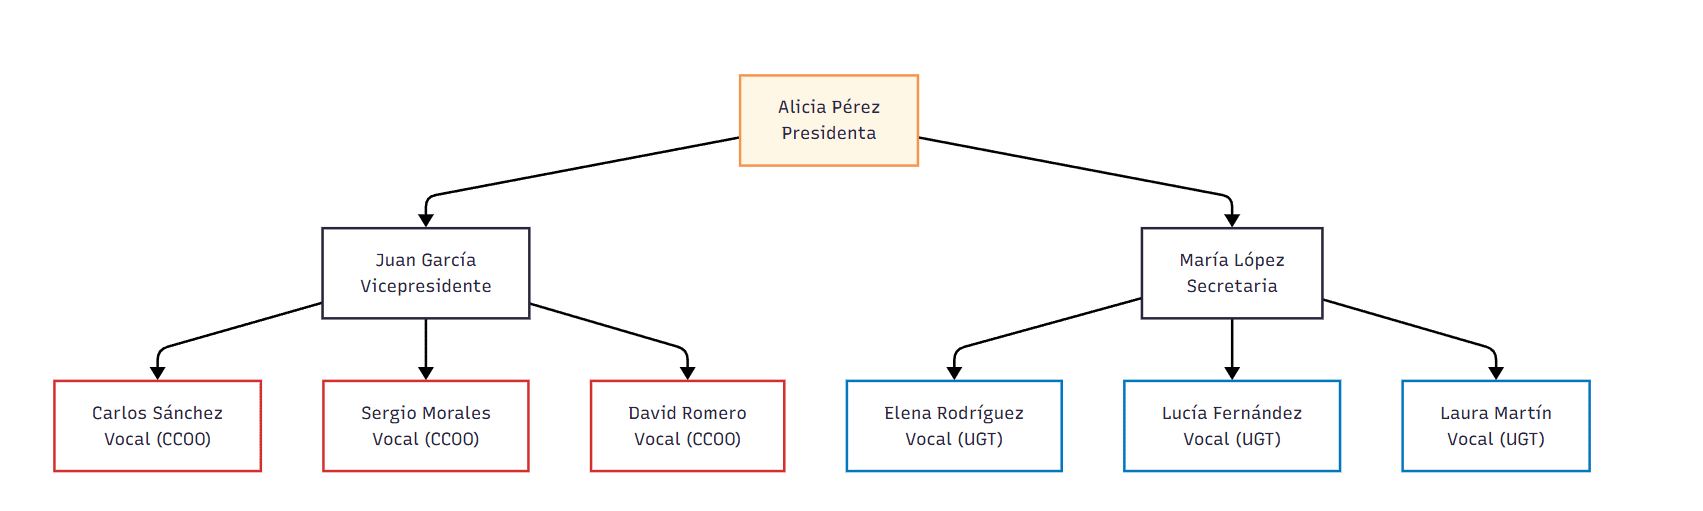 Alicia Pérez
Presidenta
Juan García
Vicepresidente
María López
Secretaria
Carlos Sánchez
Vocal (CCOO)
Sergio Morales
Vocal (CCOO)
David Romero
Vocal (CCOO)
Elena Rodríguez
Vocal (UGT)
Lucía Fernández
Vocal (UGT)
Laura Martín
Vocal (UGT)